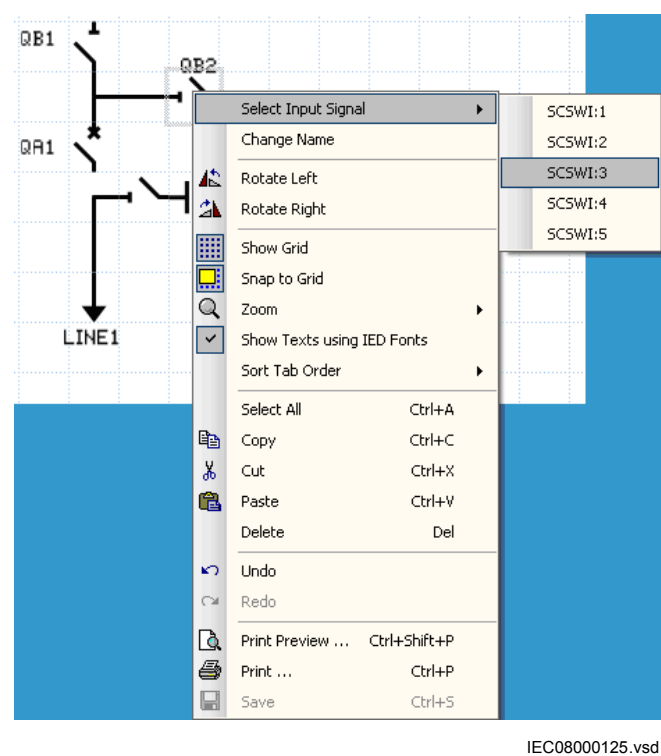 QB1
QB2
QA1
LINE1
Select Input Signal
Change Name
Rotate Left
Rotate Right
Show Grid
Snap to Grid
Zoom
Show Texts using IED Fonts
Sort Tab Order
Select All Ctrl+A
Copy Ctrl+C
Cut Ctrl+X
Paste Ctrl+V
Delete Del
Undo
Redo
Print Preview ... Ctrl+Shift+P
Print ... Ctrl+P
Save Ctrl+S
SCSWI:1
SCSWI:2
SCSWI:3
SCSWI:4
SCSWI:5
IEC08000125.vsd